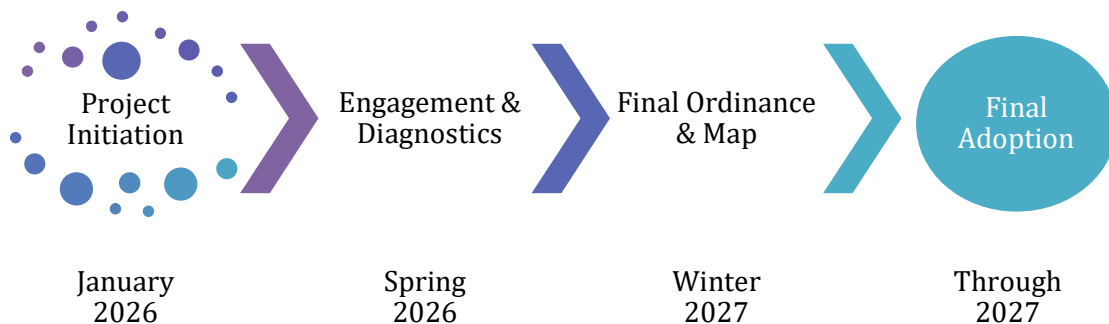 Project
Initiation
Engagement &
Diagnostics
Final Ordinance
& Map
Final
Adoption
January
2026
Spring
2026
Winter
2027
Through
2027